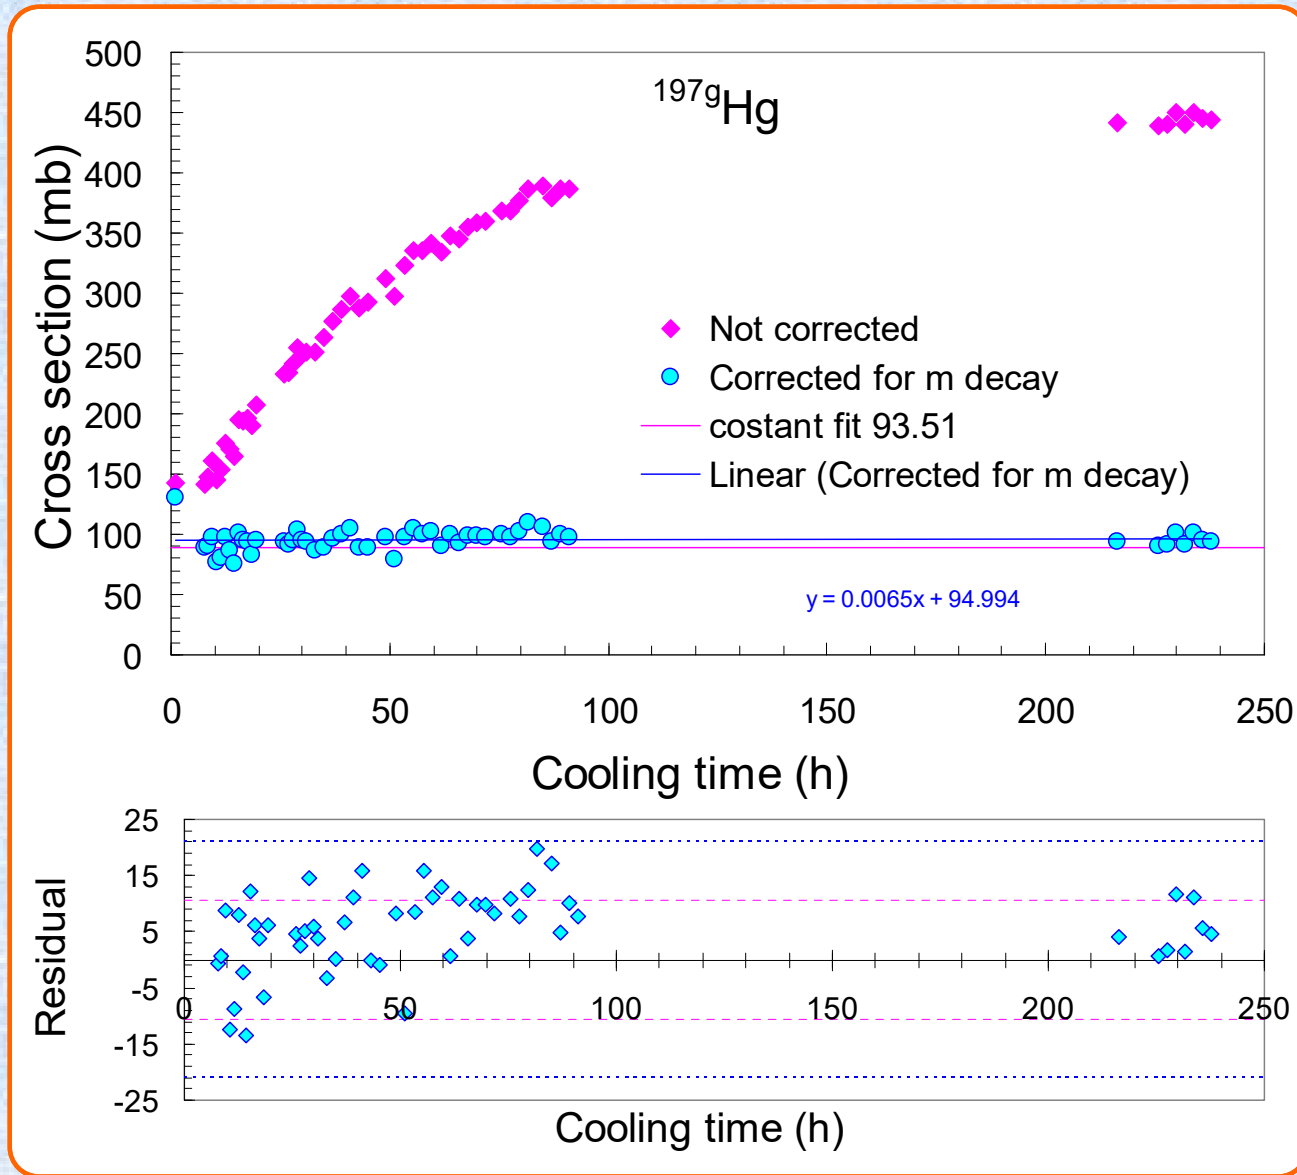 500
450
400
350
300
250
200
150
100
50
0
Cross section (mb)
197gHg
Not corrected
Corrected for m decay
costant fit 93.51
Linear (Corrected for m decay)
y = 0.0065x + 94.994
0 50 100 150 200 250
Cooling time (h)
25
15
5
-5
-15
-25
Residual
0 50 100 150 200 250
Cooling time (h)